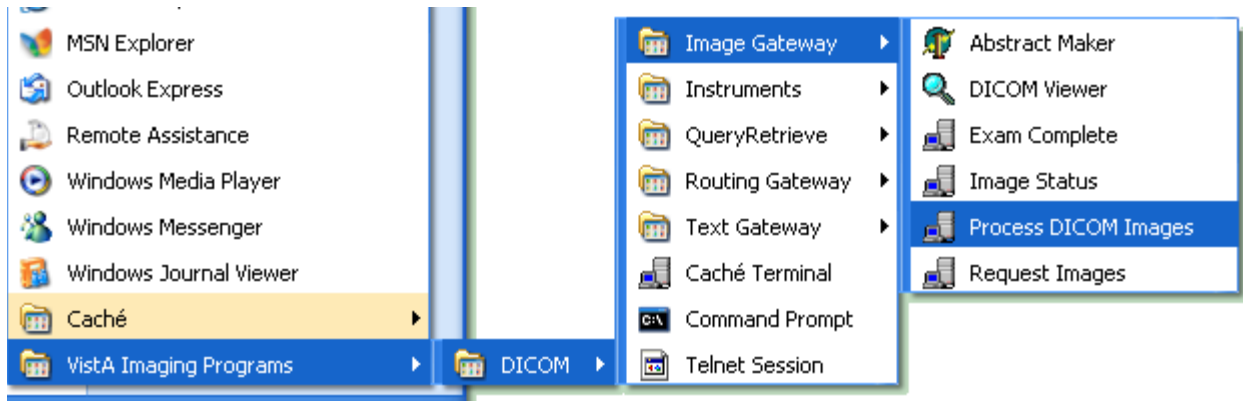 MSN Explorer
Outlook Express
Remote Assistance
Windows Media Player
Windows Messenger
Windows Journal Viewer
Caché
VistA Imaging Programs
DICOM
Image Gateway
Instruments
QueryRetrieve
Routing Gateway
Text Gateway
Caché Terminal
Command Prompt
Telnet Session
Abstract Maker
DICOM Viewer
Exam Complete
Image Status
Process DICOM Images
Request Images